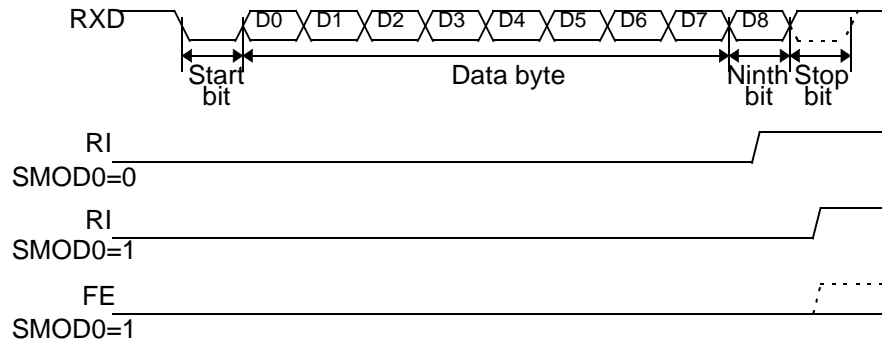 RXD D0 D1 D2 D3 D4 D5 D6 D7 D8
Start Data byte Ninth Stop
bit bit bit
RI
SMOD0=0
RI
SMOD0=1
FE
SMOD0=1